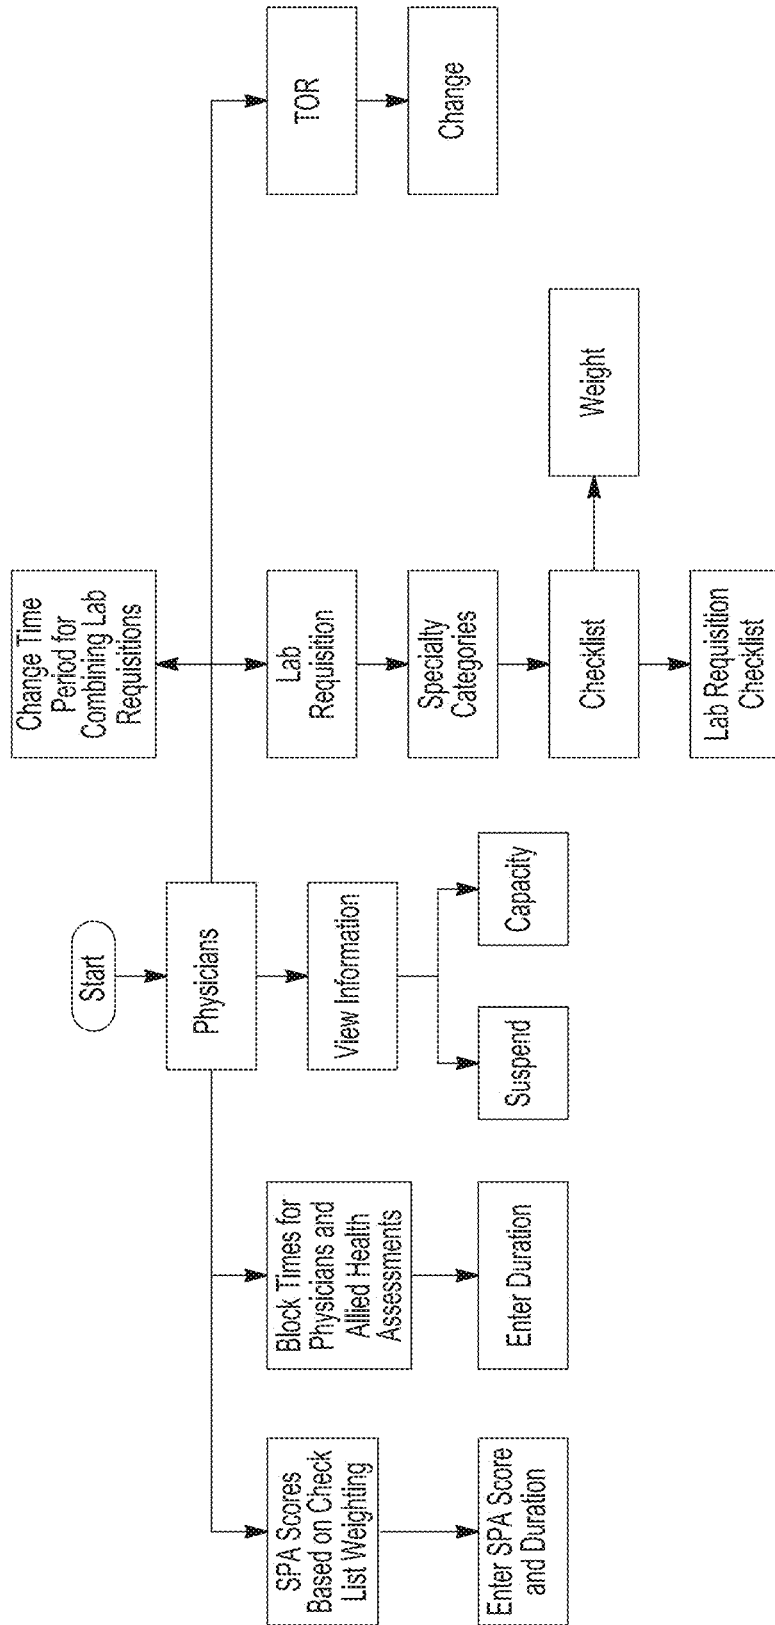 Start
Physicians
SPA Scores
Based on Check
List Weighting
Enter SPA Score
and Duration
Block Times for
Physicians and
Allied Health
Assessments
Enter Duration
View Information
Suspend
Capacity
Change Time
Period for
Combining Lab
Requisitions
Lab
Requisition
Specialty
Categories
Checklist
Weight
Lab Requisition
Checklist
TOR
Change